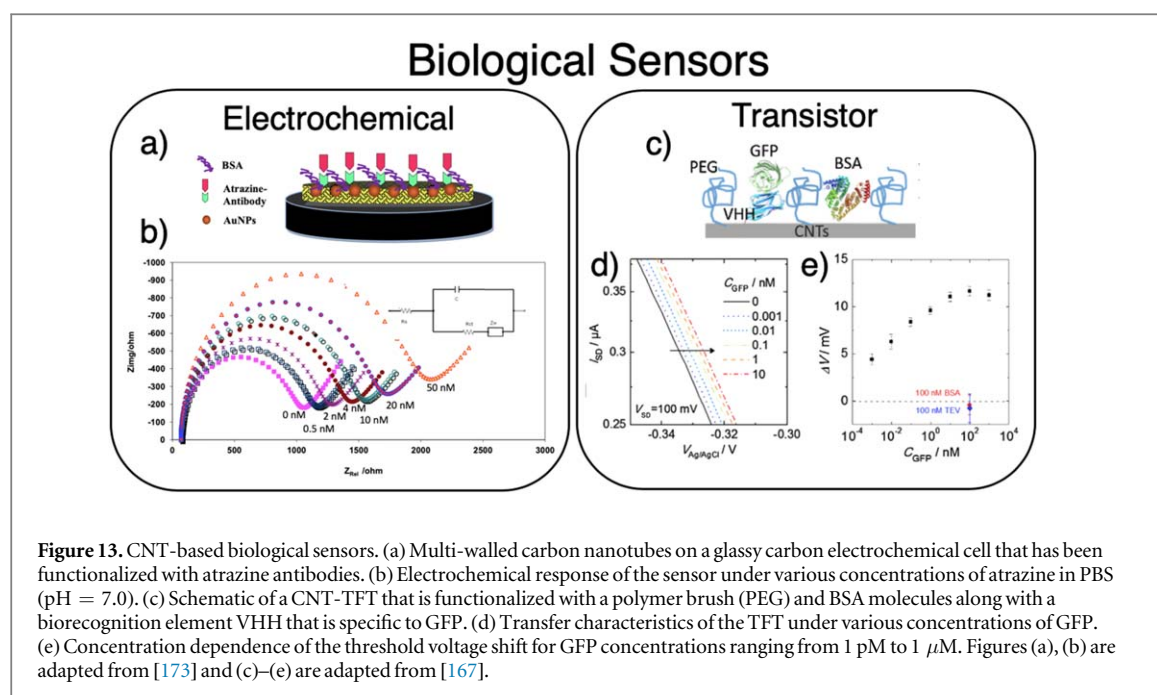 Biological Sensors
Electrochemical
a)
BSA
Atrazine-
Antibody
AuNPs
b)
Zimg/ohm
-1000
-900
-800
-700
-600
-500
-400
-300
-200
-100
0
0 nM
0.5 nM
2 nM
4 nM
10 nM
20 nM
50 nM
0
500
1000
1500
2000
2500
3000
Z_Rel /ohm
Transistor
c)
PEG
GFP
BSA
VHH
CNTs
d)
I_SD / µA
0.35
0.3
0.25
C_GFP / nM
0
0.001
0.01
0.1
1
10
V_SD=100 mV
-0.34
-0.32
-0.30
V_Ag/AgCl / V
e)
ΔV / mV
15
10
5
0
100 nM BSA
100 nM TEV
10⁻⁴
10⁻²
10⁰
10²
10⁴
C_GFP / nM
Figure 13. CNT-based biological sensors. (a) Multi-walled carbon nanotubes on a glassy carbon electrochemical cell that has been
functionalized with atrazine antibodies. (b) Electrochemical response of the sensor under various concentrations of atrazine in PBS
(pH = 7.0). (c) Schematic of a CNT-TFT that is functionalized with a polymer brush (PEG) and BSA molecules along with a
biorecognition element VHH that is specific to GFP. (d) Transfer characteristics of the TFT under various concentrations of GFP.
(e) Concentration dependence of the threshold voltage shift for GFP concentrations ranging from 1 pM to 1 µM. Figures (a), (b) are
adapted from [173] and (c)–(e) are adapted from [167].